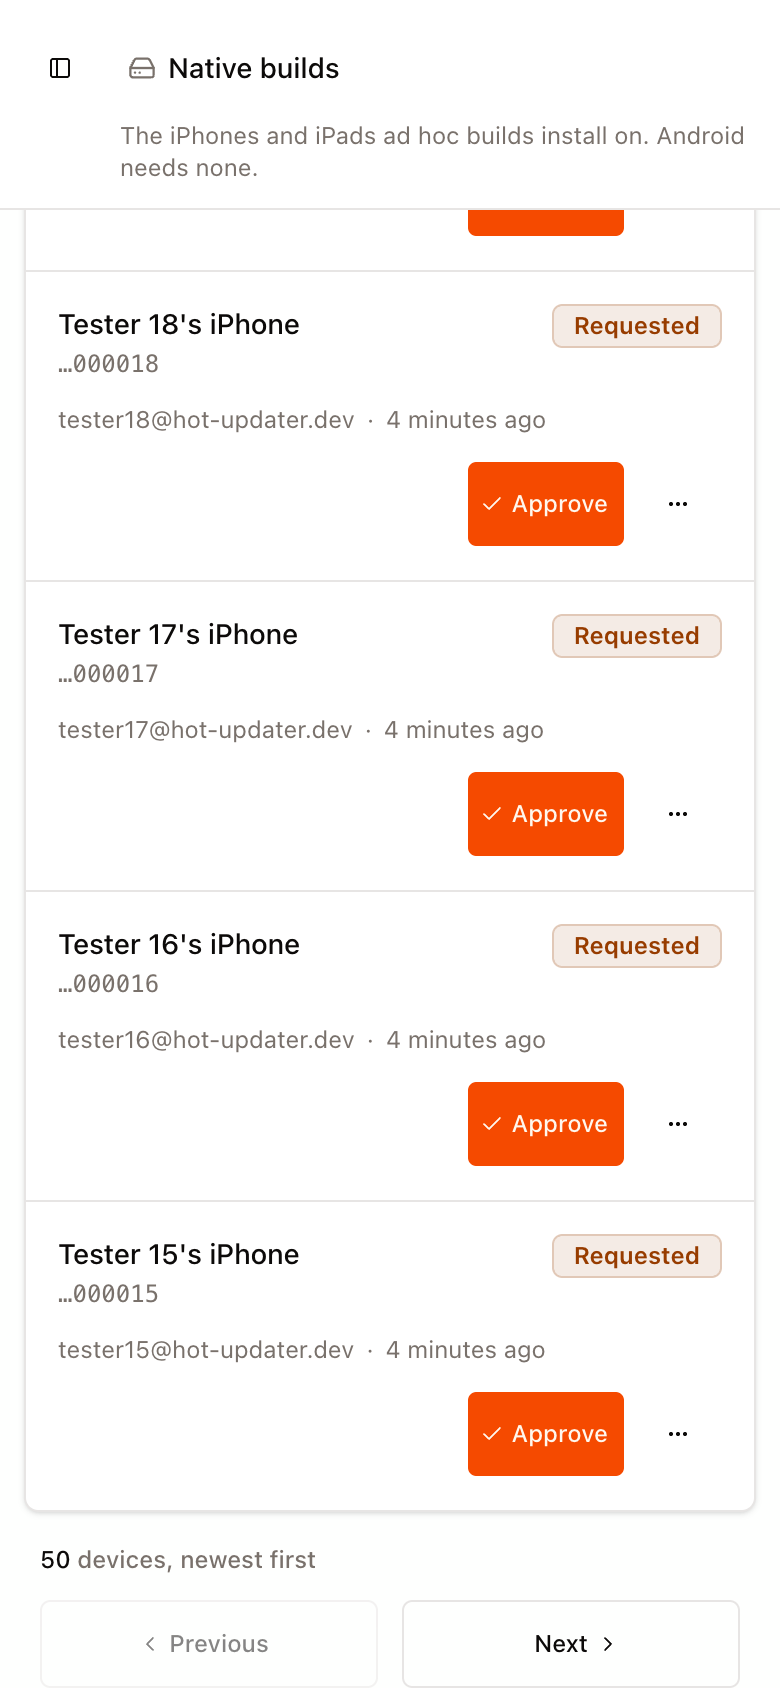 Native builds
The iPhones and iPads ad hoc builds install on. Android
needs none.
Tester 18's iPhone
Requested
…000018
tester18@hot-updater.dev · 4 minutes ago
Approve
Tester 17's iPhone
Requested
…000017
tester17@hot-updater.dev · 4 minutes ago
Approve
Tester 16's iPhone
Requested
…000016
tester16@hot-updater.dev · 4 minutes ago
Approve
Tester 15's iPhone
Requested
…000015
tester15@hot-updater.dev · 4 minutes ago
Approve
50 devices, newest first
Previous
Next